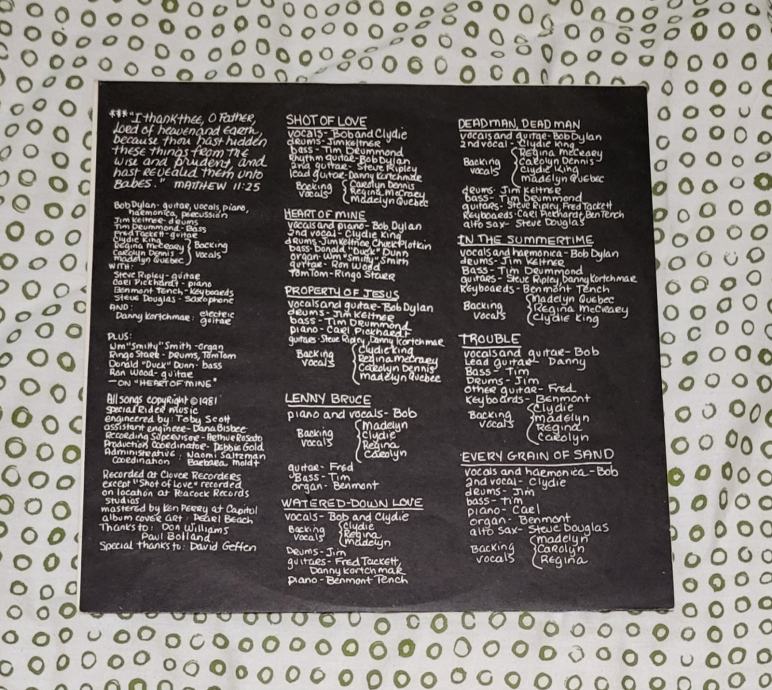 ***"I thank thee, O Father,
Lord of heaven and earth,
because thou hast hidden
these things from the
wise and prudent, and
hast revealed them unto
babes." MATTHEW 11:25
Bob Dylan - guitar, vocals, piano,
harmonica, percussion
Jim Keltner - drums
Tim Drummond - Bass
Fred Tackett - guitar
Clydie King
Regina McCrary
Carolyn Dennis
Madelyn Quebec
Backing
vocals
WITH:
Steve Ripley - guitar
Carl Pickhardt - piano
Benmont Tench - Keyboards
Steve Douglas - Saxophone
AND:
Danny Kortchmar: electric
guitar
PLUS:
Wm "Smitty" Smith - organ
Ringo Starr - Drums, TomTom
Donald "Duck" Dunn - bass
Ron Wood - guitar
— ON "HEART OF MINE"
All songs copyright © 1981
Special Rider Music
engineered by: Toby Scott
assistant engineer - Dana Bisbee
Recording Supervisor - Arthur Rosato
Production Coordinator - Debbie Gold
Administrative: Naomi Saltzman
Coordination Barbara Moldt
Recorded at Clover Recorders
except "Shot of Love" recorded
on location at Peacock Records
Studios
mastered by Ken Perry at Capitol
album cover art: Pearl Beach
Thanks to: Don Williams
Paul Bolland
Special thanks to: David Geffen
SHOT OF LOVE
vocals - Bob and Clydie
drums - Jim Keltner
bass - Tim Drummond
rhythm guitar - Bob Dylan
2nd guitar - Steve Ripley
lead guitar - Danny Kortchmar
Backing
vocals
Carolyn Dennis
Regina McCrary
Madelyn Quebec
HEART OF MINE
vocals and piano - Bob Dylan
2nd vocal - Clydie King
drums - Jim Keltner Chuck Plotkin
bass - Donald "Duck" Dunn
organ - Wm "Smitty" Smith
guitar - Ron Wood
TomTom - Ringo Starr
PROPERTY OF JESUS
vocals and guitar - Bob Dylan
drums - Jim Keltner
bass - Tim Drummond
piano - Carl Pickhardt
guitars - Steve Ripley, Danny Kortchmar
Backing
vocals
Clydie King
Regina McCrary
Carolyn Dennis
Madelyn Quebec
LENNY BRUCE
piano and vocals - Bob
Backing
vocals
Madelyn
Clydie
Regina
Carolyn
guitar - Fred
Bass - Tim
organ - Benmont
WATERED-DOWN LOVE
vocals - Bob and Clydie
Backing
vocals
Clydie
Regina
Madelyn
Drums - Jim
guitars - Fred Tackett,
Danny Kortchmar
piano - Benmont Tench
DEAD MAN, DEAD MAN
vocals and guitar - Bob Dylan
2nd vocal - Clydie King
Backing
vocals
Regina McCrary
Carolyn Dennis
Clydie King
Madelyn Quebec
drums - Jim Keltner
bass - Tim Drummond
guitars - Steve Ripley, Fred Tackett
Keyboards - Carl Pickhardt, Ben Tench
alto sax - Steve Douglas
IN THE SUMMERTIME
vocals and harmonica - Bob Dylan
drums - Jim Keltner
Bass - Tim Drummond
guitars - Steve Ripley, Danny Kortchmar
Keyboards - Benmont Tench
Backing
vocals
Madelyn Quebec
Regina McCrary
Clydie King
TROUBLE
vocals and guitar - Bob
Lead guitar - Danny
Bass - Tim
Drums - Jim
other guitar - Fred
Keyboards - Benmont
Backing
vocals
Clydie
Madelyn
Regina
Carolyn
EVERY GRAIN OF SAND
vocals and harmonica - Bob
2nd vocal - Clydie
drums - Jim
bass - Tim
piano - Carl
organ - Benmont
alto sax - Steve Douglas
Backing
vocals
Madelyn
Carolyn
Regina